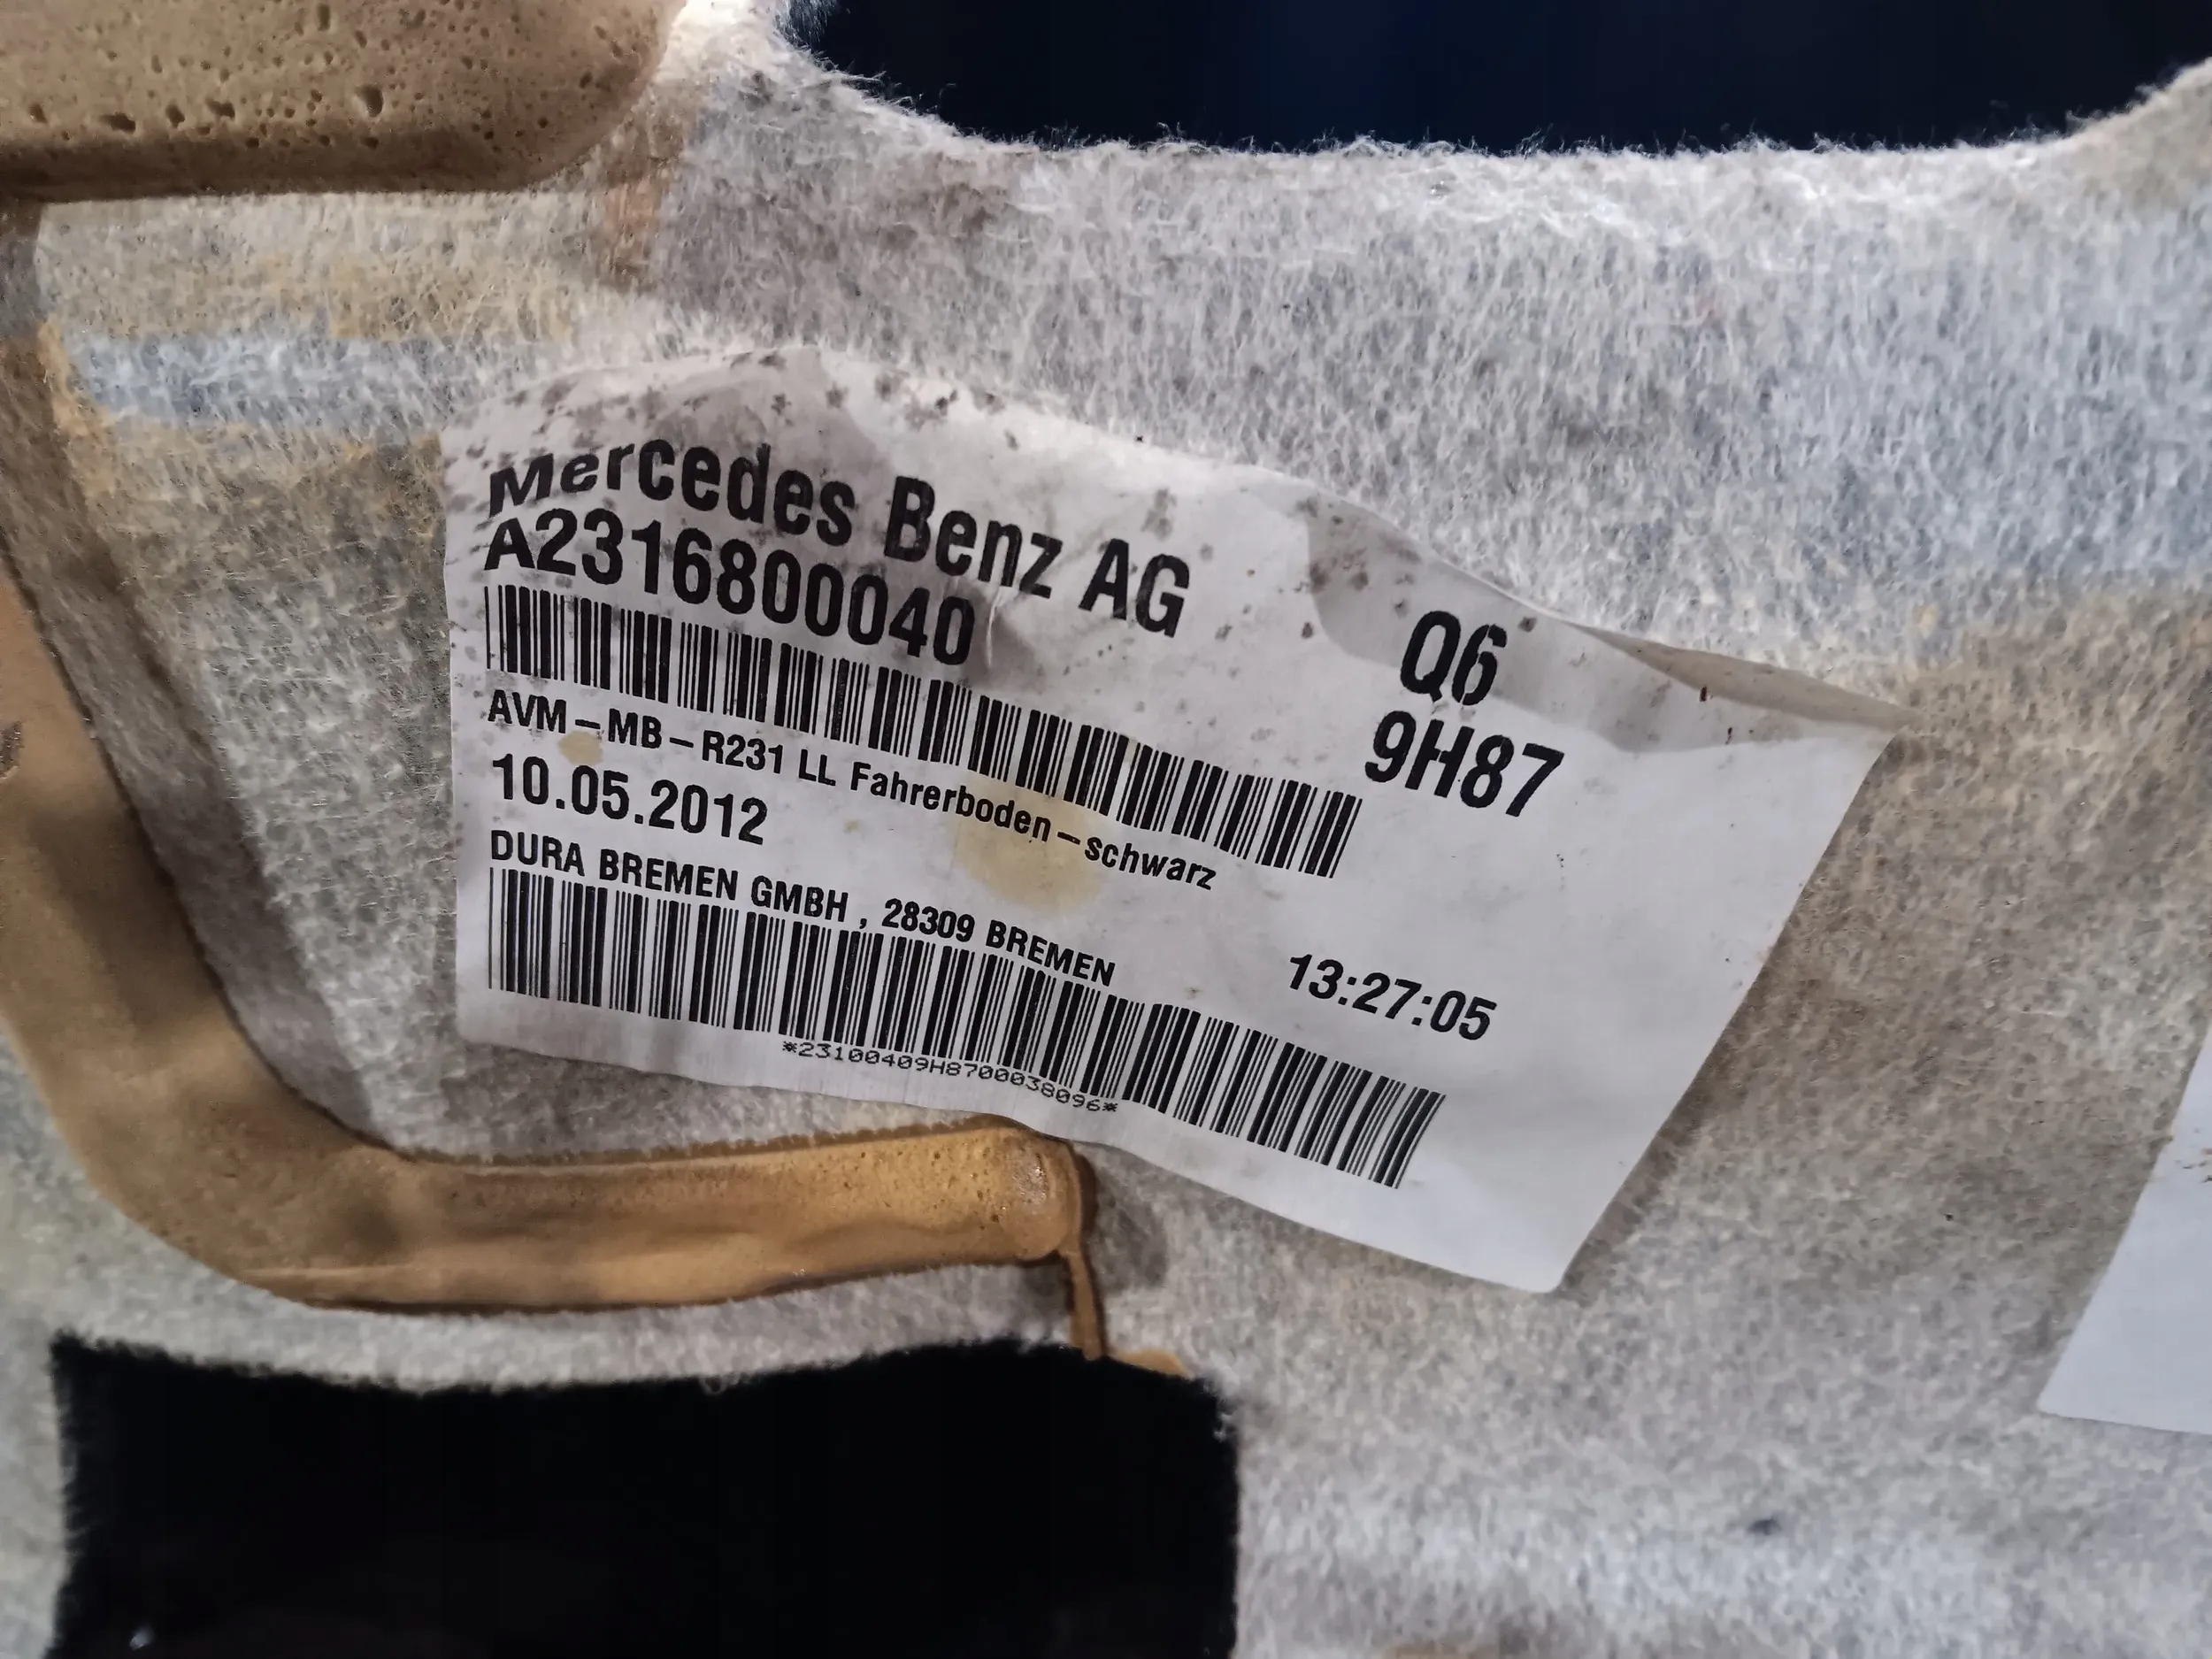 Mercedes Benz AG
A2316800040
Q6
9H87
AVM-MB-R231 LL Fahrerboden-schwarz
10.05.2012
13:27:05
DURA BREMEN GMBH , 28309 BREMEN
*23100409H8700038096*